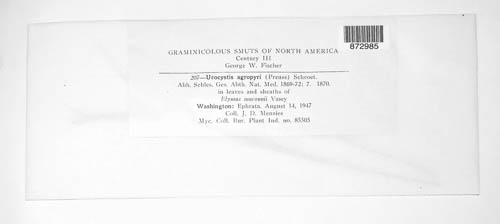 GRAMINICOLOUS SMUTS OF NORTH AMERICA
Century III
George W. Fischer
872985
207—Urocystis agropyri (Preuss) Schroet.
Abh. Schles. Ges. Abth. Nat. Med. 1869-72: 7. 1870.
in leaves and sheaths of
Elymus macounii Vasey
Washington: Ephrata. August 14, 1947
Coll. J. D. Menzies
Myc. Coll. Bur. Plant Ind. no. 85305